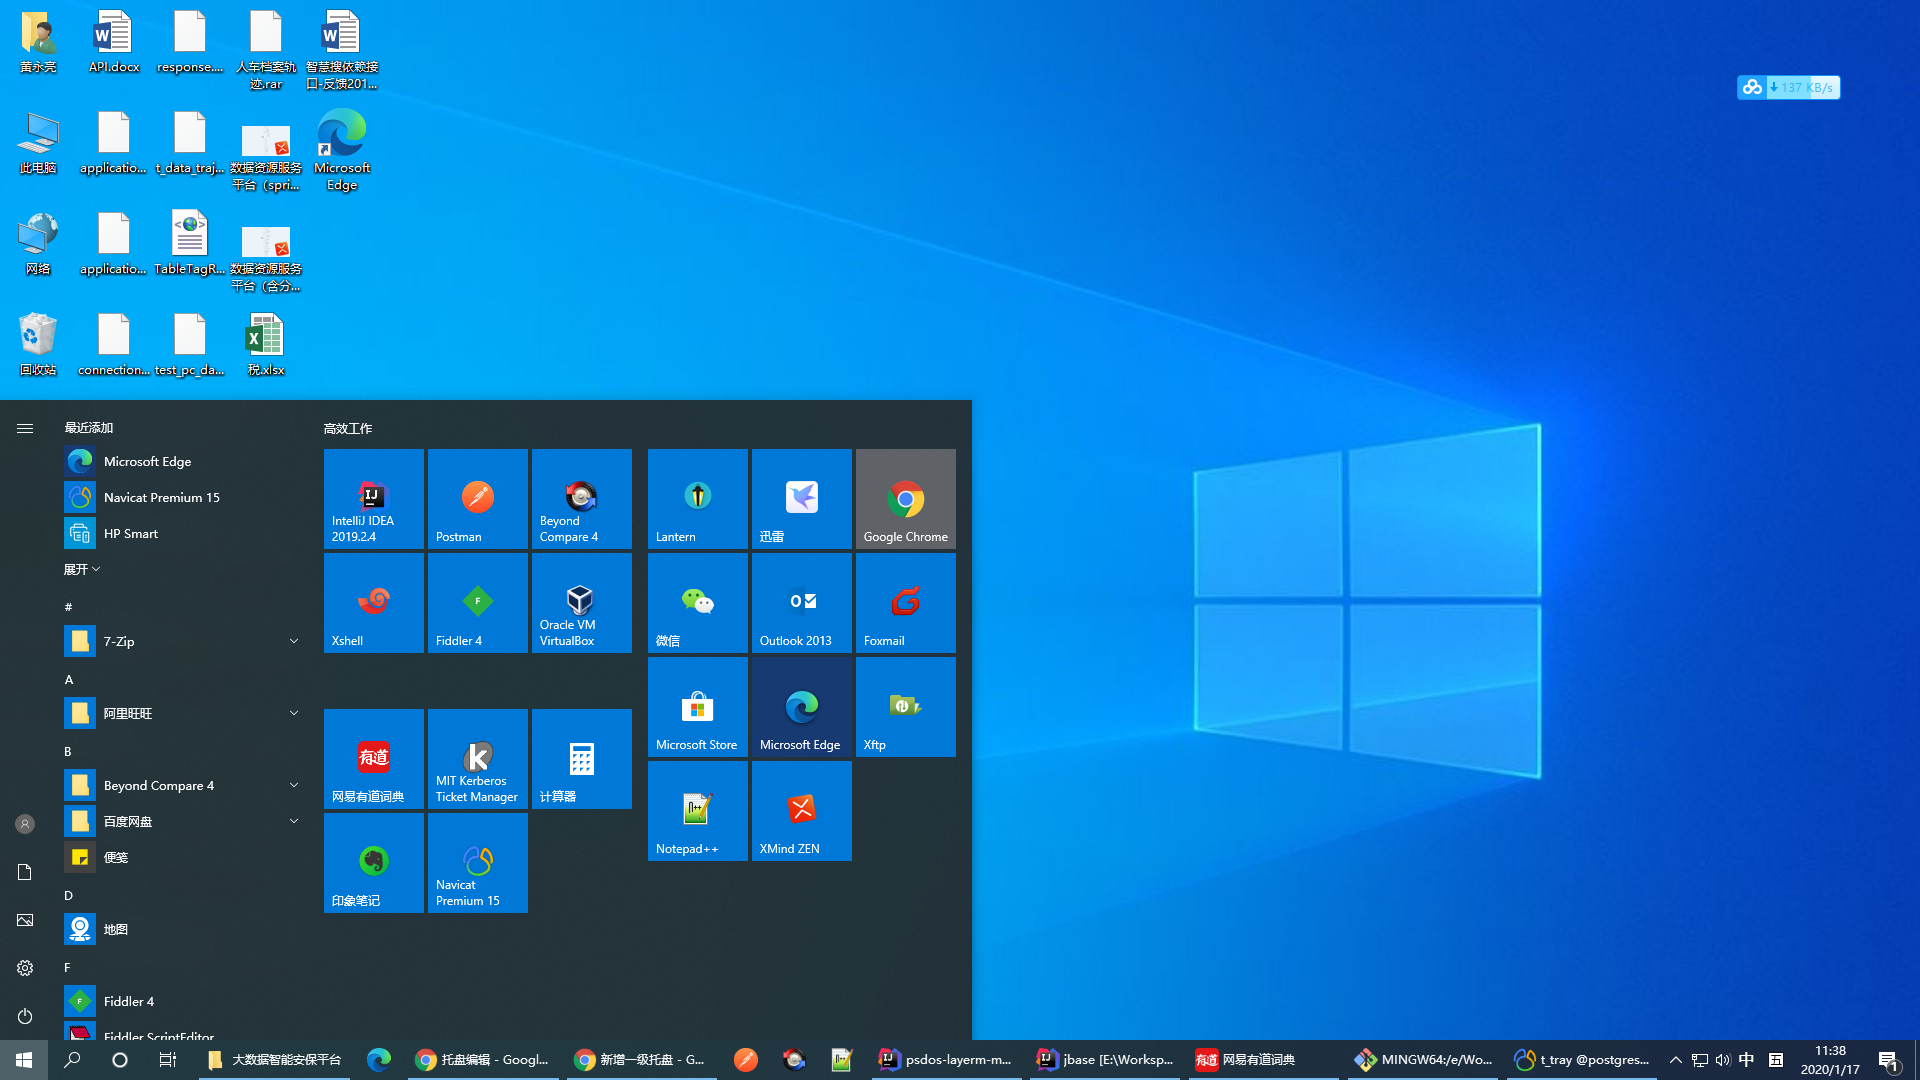 黄永亮
API.docx
response....
人车档案轨
迹.rar
智慧搜依赖接
口-反馈201...
此电脑
applicatio...
t_data_traj...
数据资源服务
平台（spri...
Microsoft
Edge
网络
applicatio...
TableTagR...
数据资源服务
平台（含分...
回收站
connection...
test_pc_da...
税.xlsx
137 KB/s
最近添加
Microsoft Edge
Navicat Premium 15
HP Smart
展开
#
7-Zip
A
阿里旺旺
B
Beyond Compare 4
百度网盘
便笺
D
地图
F
Fiddler 4
Fiddler ScriptEditor
高效工作
IntelliJ IDEA
2019.2.4
Postman
Beyond
Compare 4
Lantern
迅雷
Google Chrome
Xshell
Fiddler 4
Oracle VM
VirtualBox
微信
Outlook 2013
Foxmail
Microsoft Store
Microsoft Edge
Xftp
有道
网易有道词典
MIT Kerberos
Ticket Manager
计算器
Notepad++
XMind ZEN
印象笔记
Navicat
Premium 15
大数据智能安保平台
托盘编辑 - Googl...
新增一级托盘 - G...
psdos-layerm-m...
jbase [E:\Worksp...
有道
网易有道词典
MINGW64:/e/Wo...
t_tray @postgres...
中
五
11:38
2020/1/17
1